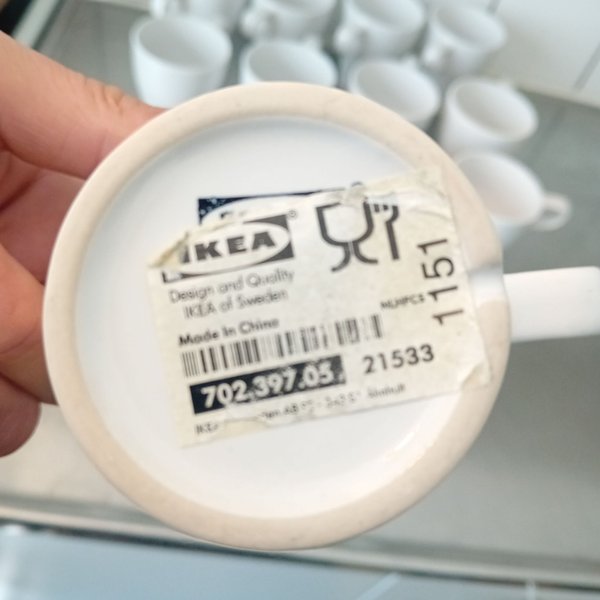 IKEA®
Design and Quality
IKEA of Sweden
Made in China
1151
702.397.05
21533